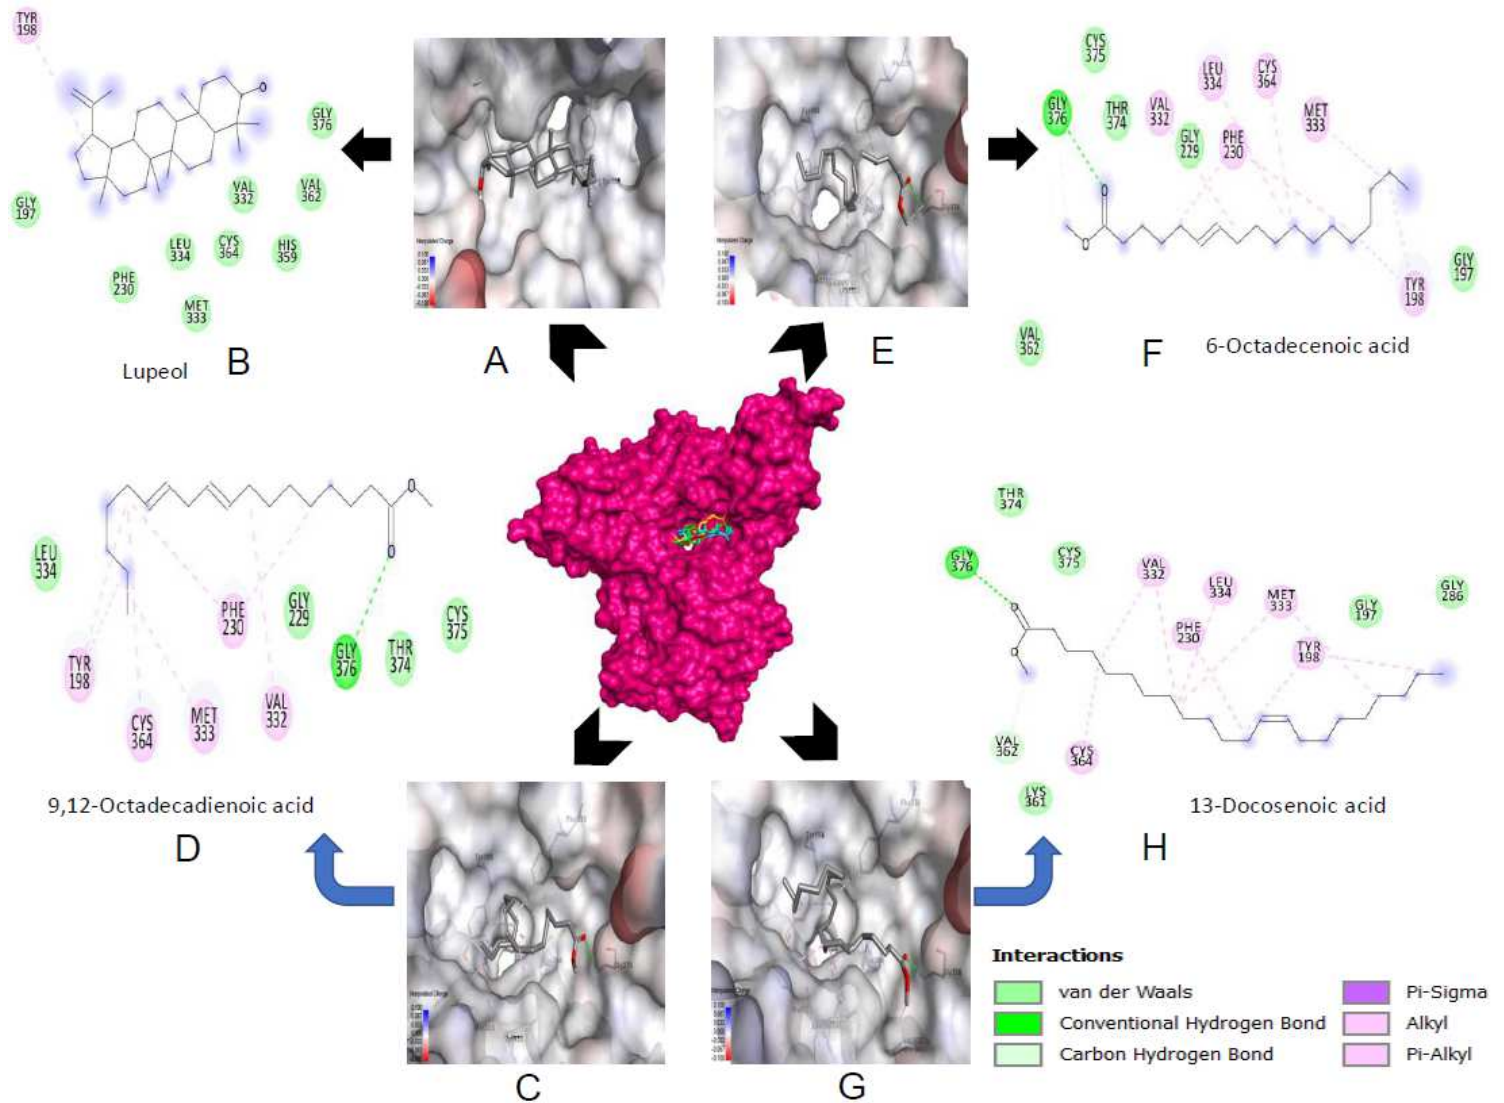 TYR
198
GLY
376
GLY
197
VAL
332
VAL
362
LEU
334
CYS
364
HIS
359
PHE
230
MET
333
Lupeol
B
A
E
CYS
375
GLY
376
THR
374
VAL
332
LEU
334
CYS
364
MET
333
GLY
229
PHE
230
O
O
GLY
197
TYR
198
VAL
362
F
6-Octadecenoic acid
O
O
O
LEU
334
PHE
230
GLY
229
GLY
376
THR
374
CYS
375
TYR
198
CYS
364
MET
333
VAL
332
9,12-Octadecadienoic acid
D
THR
374
GLY
376
CYS
375
VAL
332
LEU
334
MET
333
GLY
197
GLY
286
PHE
230
TYR
198
O
O
VAL
362
CYS
364
LYS
361
13-Docosenoic acid
H
C
G
Interactions
van der Waals
Conventional Hydrogen Bond
Carbon Hydrogen Bond
Pi-Sigma
Alkyl
Pi-Alkyl